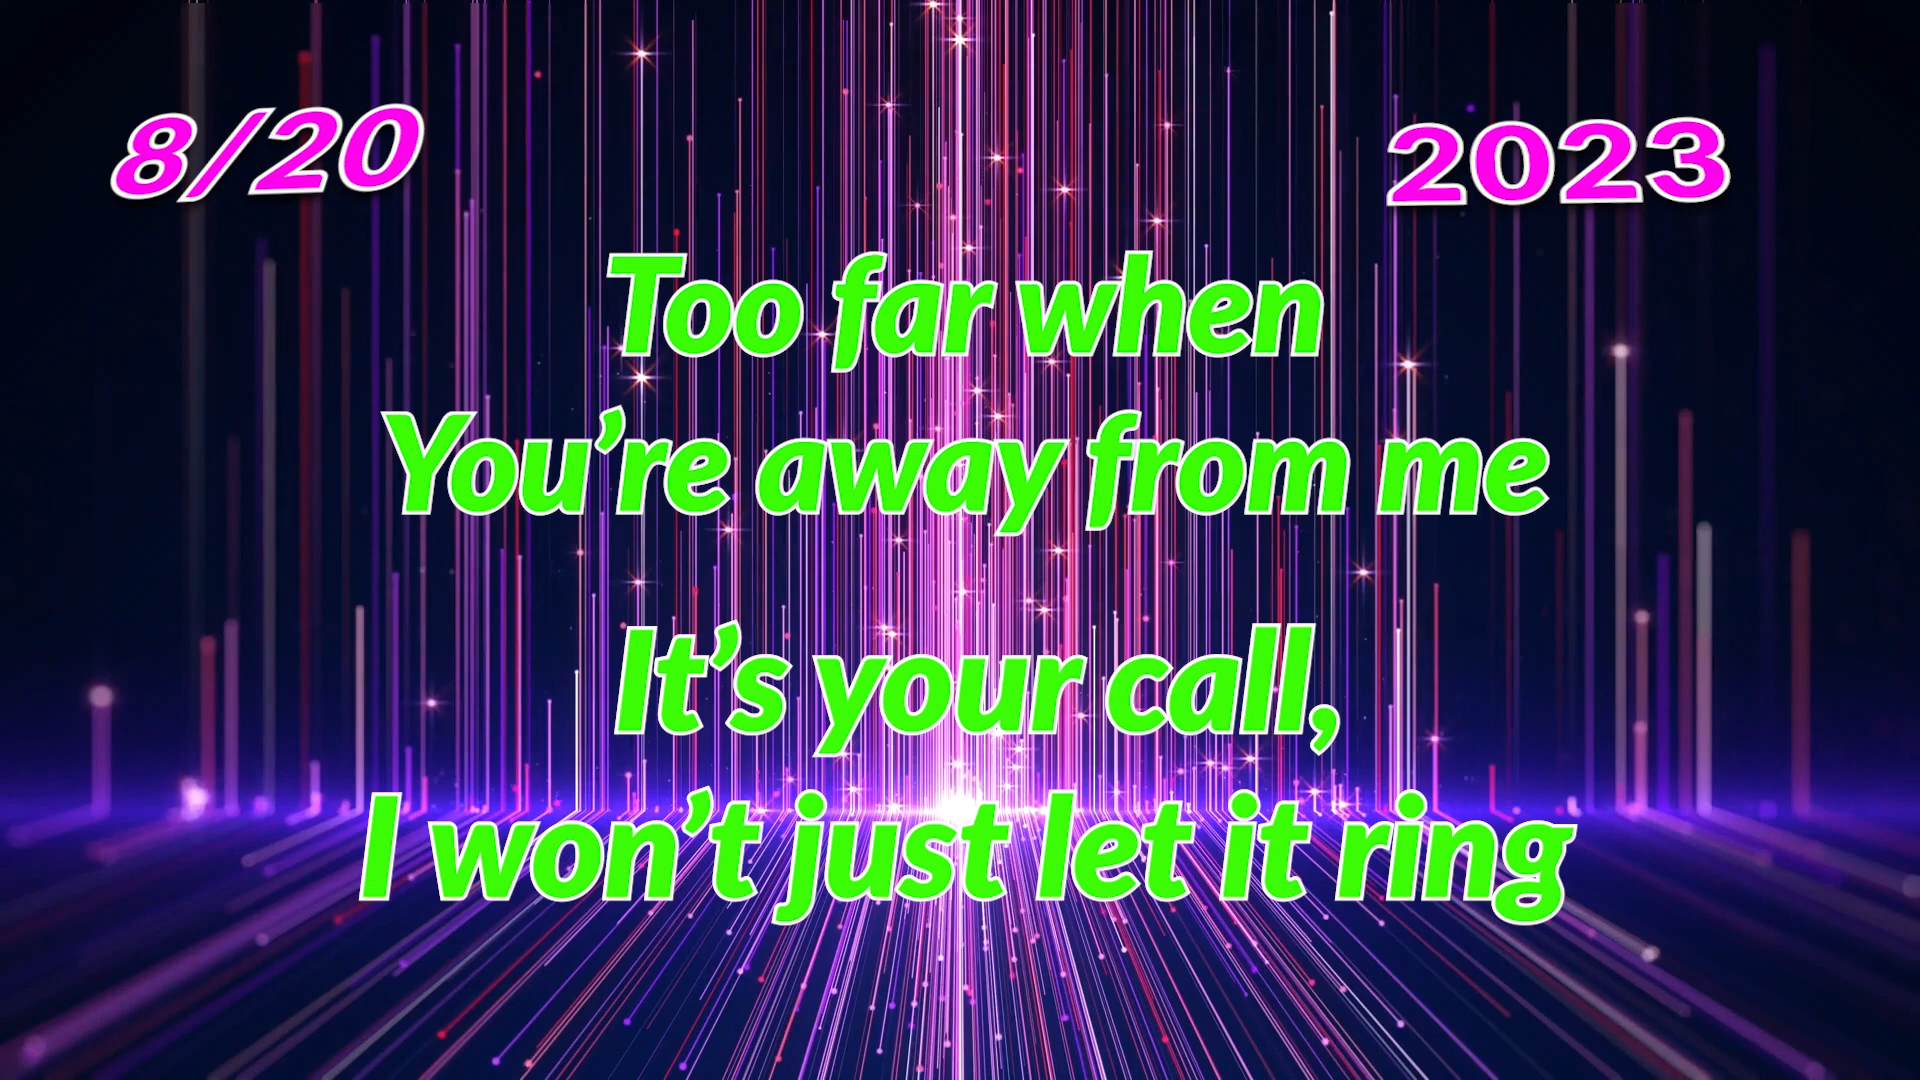 8/20
2023
Too far when
You're away from me
It's your call,
I won't just let it ring